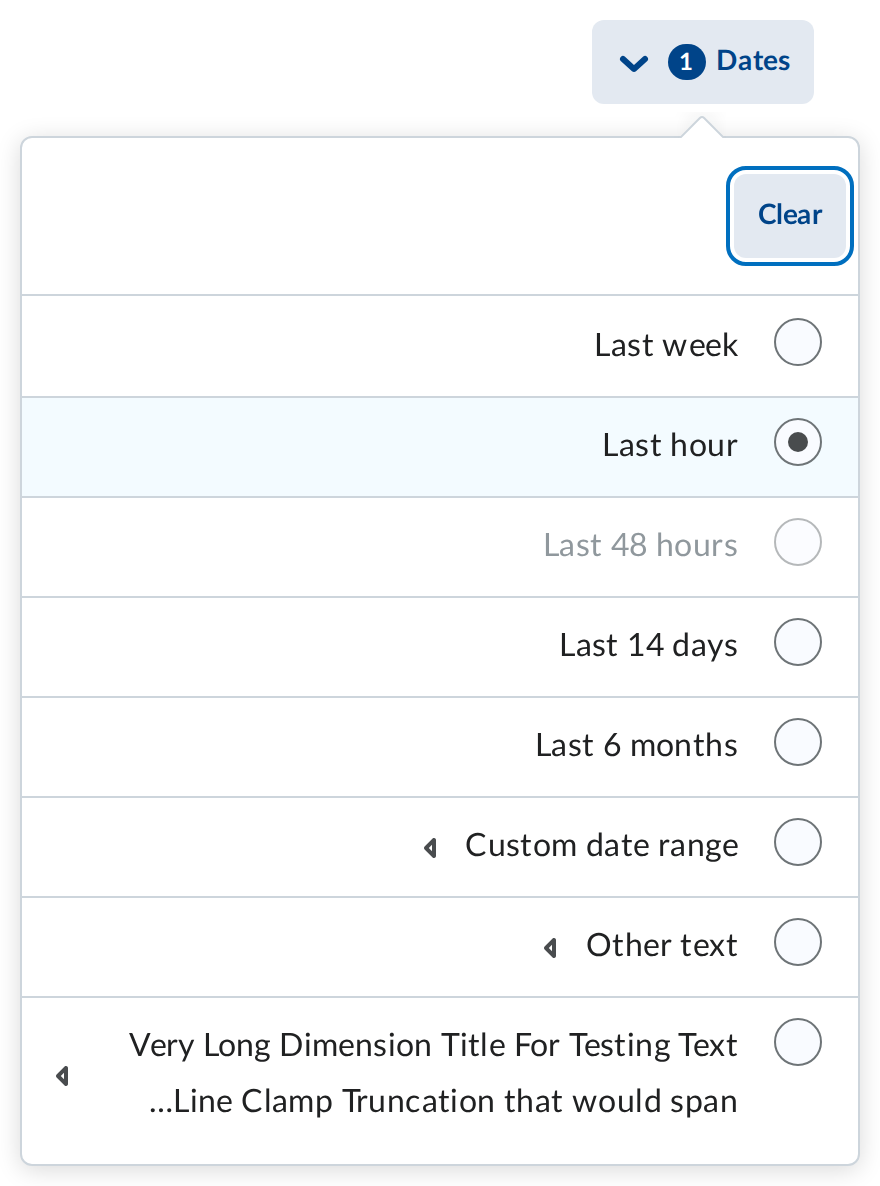 1 Dates
Clear
Last week
Last hour
Last 48 hours
Last 14 days
Last 6 months
Custom date range
Other text
Very Long Dimension Title For Testing Text
...Line Clamp Truncation that would span